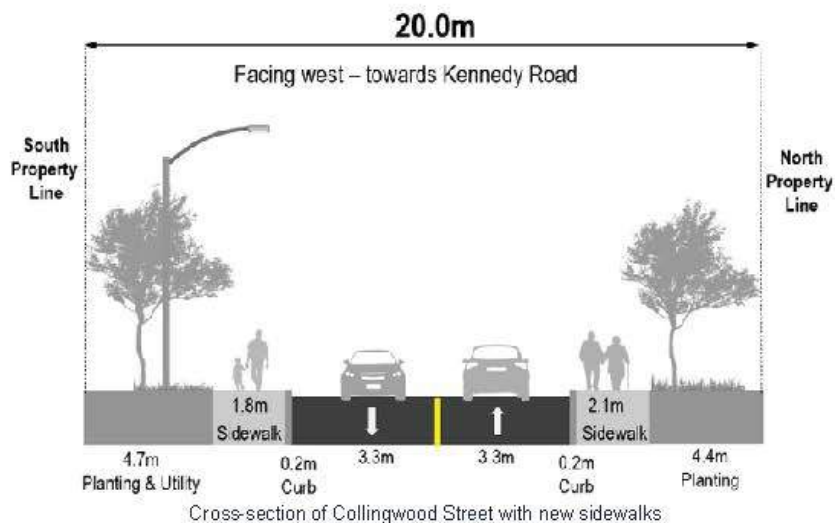 20.0m
Facing west – towards Kennedy Road
South
Property
Line
North
Property
Line
1.8m
Sidewalk
2.1m
Sidewalk
4.7m
Planting & Utility
0.2m
Curb
3.3m
3.3m
0.2m
Curb
4.4m
Planting
Cross-section of Collingwood Street with new sidewalks